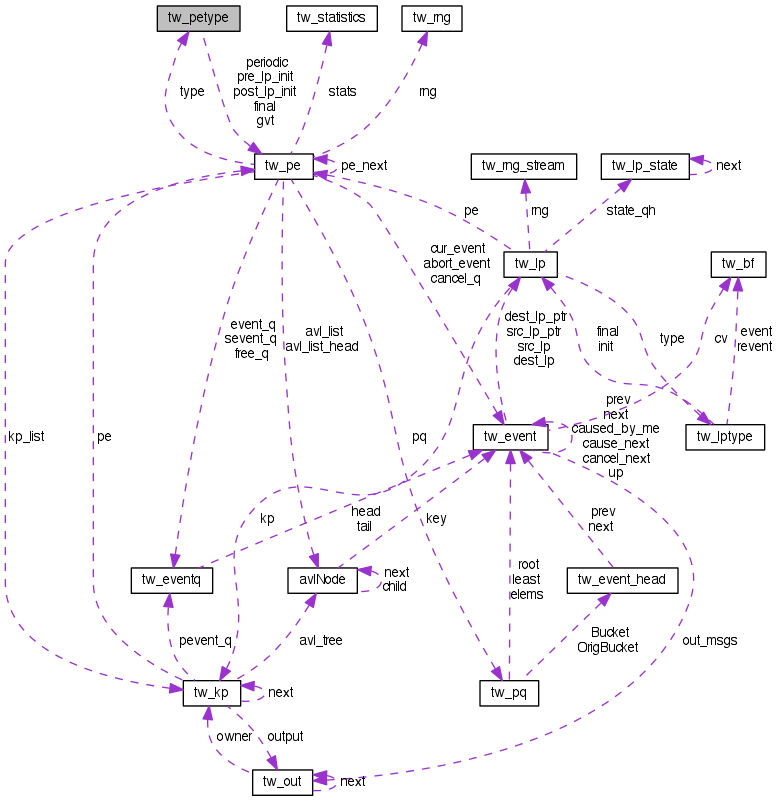 tw_petype
tw_statistics
tw_rng
periodic
pre_lp_init
post_lp_init
final
gvt
type
stats
rng
tw_pe
pe_next
tw_rng_stream
tw_lp_state
next
pe
rng
state_qh
cur_event
abort_event
cancel_q
tw_lp
tw_bf
event_q
sevent_q
free_q
avl_list
avl_list_head
dest_lp_ptr
src_lp_ptr
src_lp
dest_lp
final
init
type
cv
event
revent
kp_list
pe
pq
tw_event
prev
next
caused_by_me
cause_next
cancel_next
up
tw_lptype
kp
head
tail
key
prev
next
tw_eventq
avlNode
next
child
root
least
elems
tw_event_head
pevent_q
avl_tree
Bucket
OrigBucket
out_msgs
tw_kp
next
tw_pq
owner
output
tw_out
next